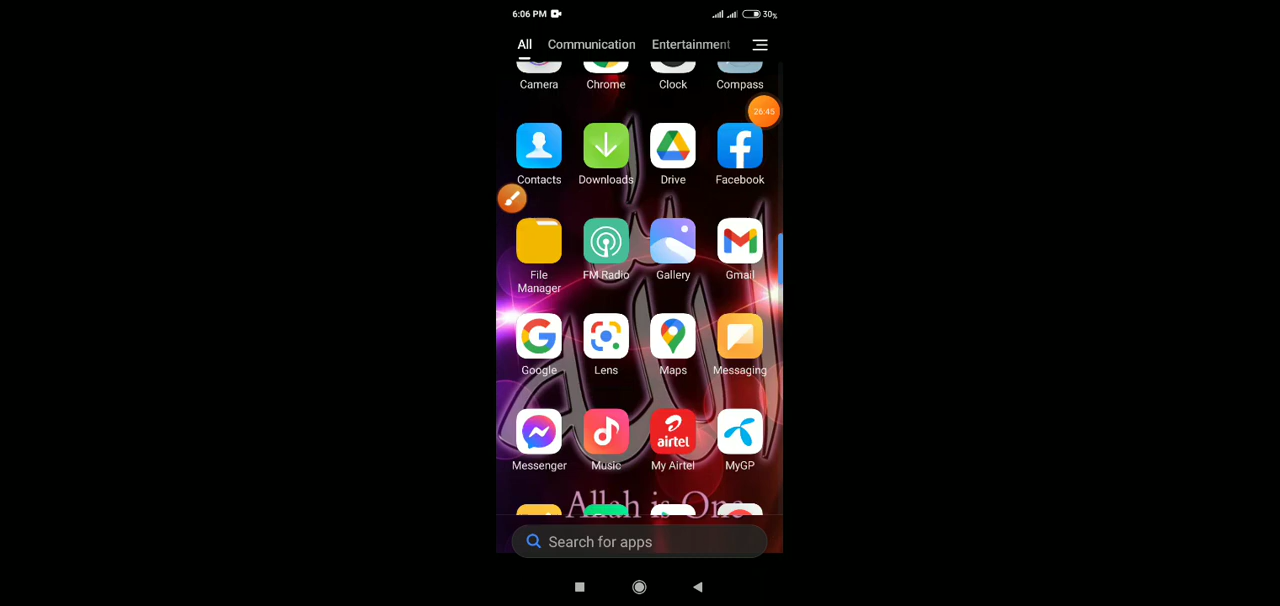 6:06 PM 30%
All Communication Entertainment
Camera Chrome Clock Compass
26:45
Contacts Downloads Drive Facebook
File Manager FM Radio Gallery Gmail
Google Lens Maps Messaging
airtel
Messenger Music My Airtel MyGP
الله
Allah is One
Search for apps